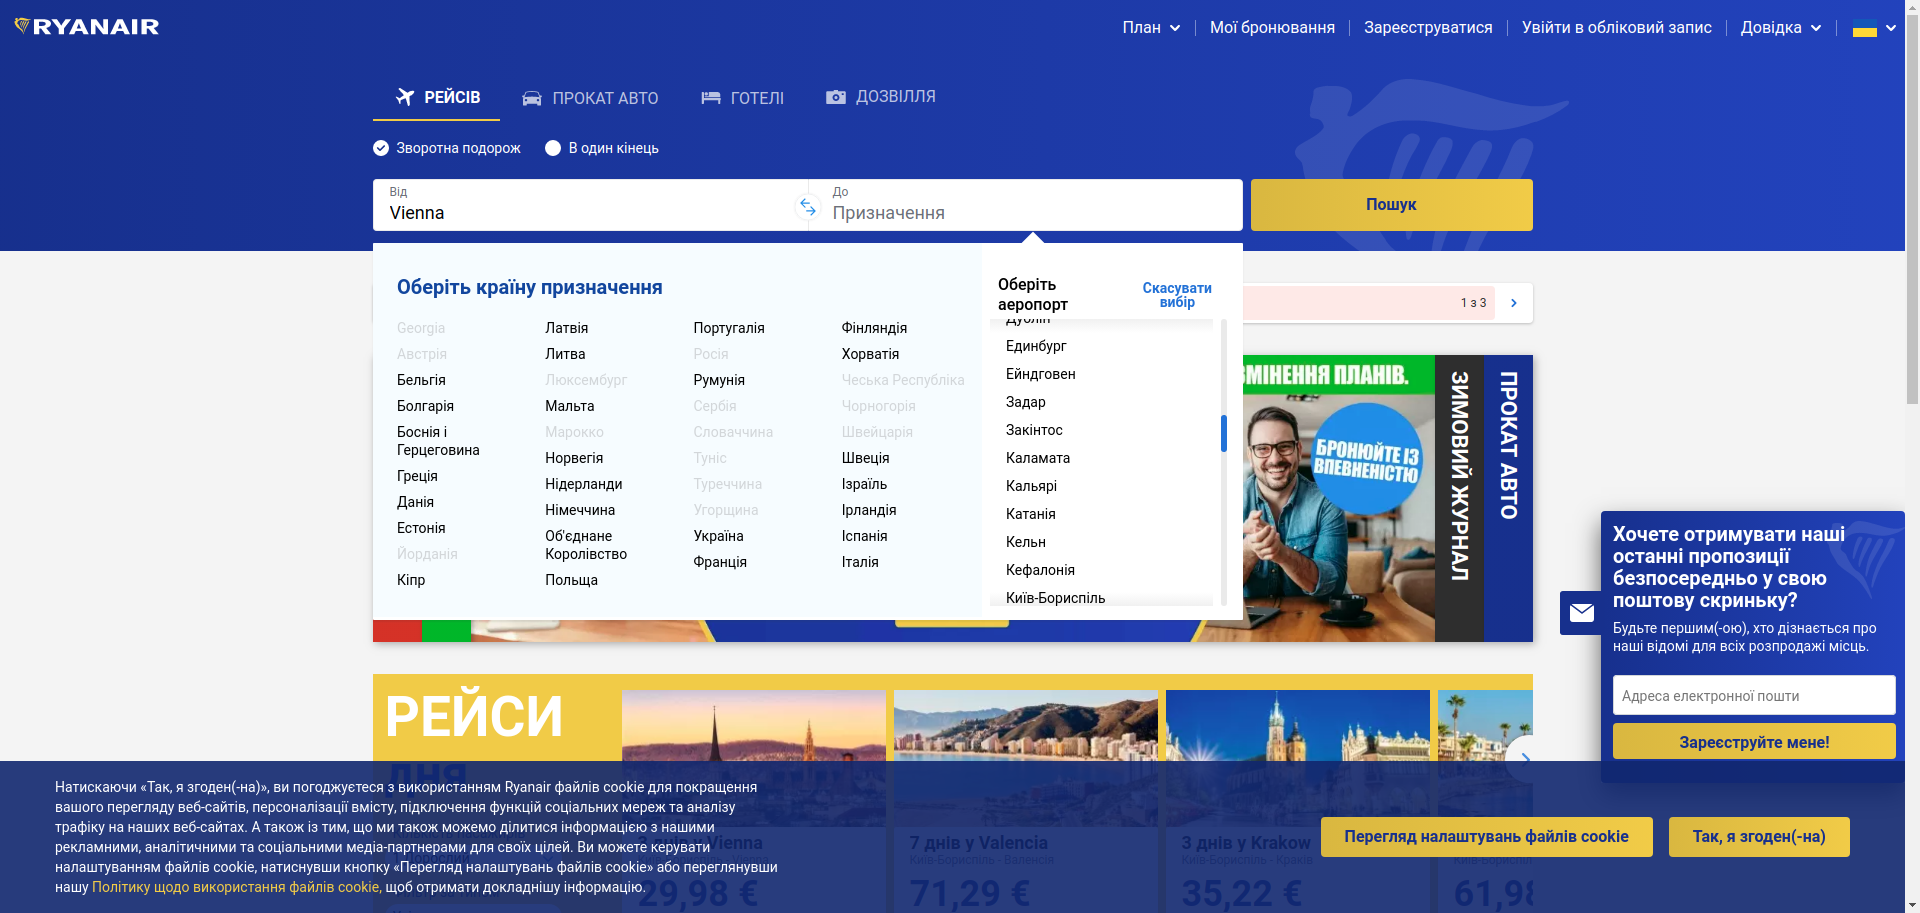 RYANAIR
План
Мої бронювання
Зареєструватися
Увійти в обліковий запис
Довідка
РЕЙСІВ
ПРОКАТ АВТО
ГОТЕЛІ
ДОЗВІЛЛЯ
Зворотна подорож
В один кінець
Від
Vienna
До
Призначення
Пошук
Оберіть країну призначення
Georgia
Австрія
Бельгія
Болгарія
Боснія і
Герцеговина
Греція
Данія
Естонія
Йорданія
Кіпр
Латвія
Литва
Люксембург
Мальта
Марокко
Норвегія
Нідерланди
Німеччина
Об'єднане
Королівство
Польща
Португалія
Росія
Румунія
Сербія
Словаччина
Туніс
Туреччина
Угорщина
Україна
Франція
Фінляндія
Хорватія
Чеська Республіка
Чорногорія
Швейцарія
Швеція
Ізраїль
Ірландія
Іспанія
Італія
Оберіть
аеропорт
Скасувати
вибір
Дублін
Единбург
Ейндговен
Задар
Закінтос
Каламата
Кальярі
Катанія
Кельн
Кефалонія
Київ-Бориспіль
1 з 3
МІНЕННЯ ПЛАНІВ.
БРОНЮЙТЕ ІЗ
ВПЕВНЕНІСТЮ
ЗИМОВИЙ ЖУРНАЛ
ПРОКАТ АВТО
Хочете отримувати наші
останні пропозиції
безпосередньо у свою
поштову скриньку?
Будьте першим(-ою), хто дізнається про
наші відомі для всіх розпродажі місць.
Адреса електронної пошти
Зареєструйте мене!
РЕЙСИ
ДНЯ
Vienna
7 днів у Valencia
Київ-Бориспіль - Валенсія
71,29 €
3 днів у Krakow
Київ-Бориспіль - Краків
35,22 €
29,98 €
61,98
Натискаючи «Так, я згоден(-на)», ви погоджуєтеся з використанням Ryanair файлів cookie для покращення
вашого перегляду веб-сайтів, персоналізації вмісту, підключення функцій соціальних мереж та аналізу
трафіку на наших веб-сайтах. А також із тим, що ми також можемо ділитися інформацією з нашими
рекламними, аналітичними та соціальними медіа-партнерами для своїх цілей. Ви можете керувати
налаштуванням файлів cookie, натиснувши кнопку «Перегляд налаштувань файлів cookie» або переглянувши
нашу Політику щодо використання файлів cookie, щоб отримати докладнішу інформацію.
Перегляд налаштувань файлів cookie
Так, я згоден(-на)